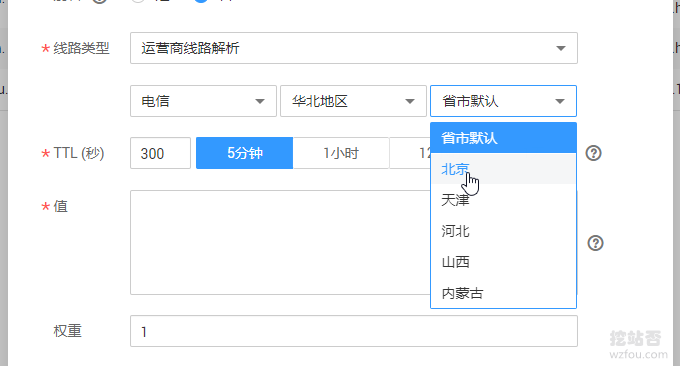 * 线路类型 运营商线路解析
电信 华北地区 省市默认
省市默认
* TTL (秒) 300 5分钟 1小时 12
北京
天津
* 值
河北
山西
内蒙古
权重 1
挖站否
wzfou.com